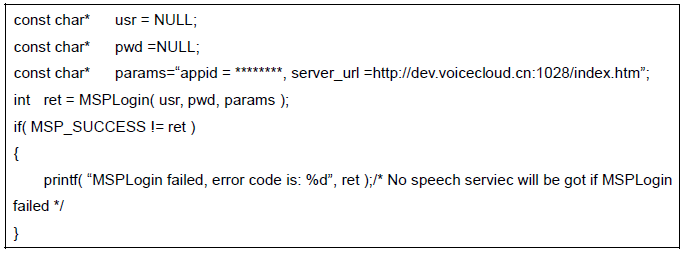 const char* usr = NULL;
const char* pwd =NULL;
const char* params=“appid = ********, server_url =http://dev.voicecloud.cn:1028/index.htm”;
int ret = MSPLogin( usr, pwd, params );
if( MSP_SUCCESS != ret )
{
printf( “MSPLogin failed, error code is: %d”, ret );/* No speech serviec will be got if MSPLogin
failed */
}